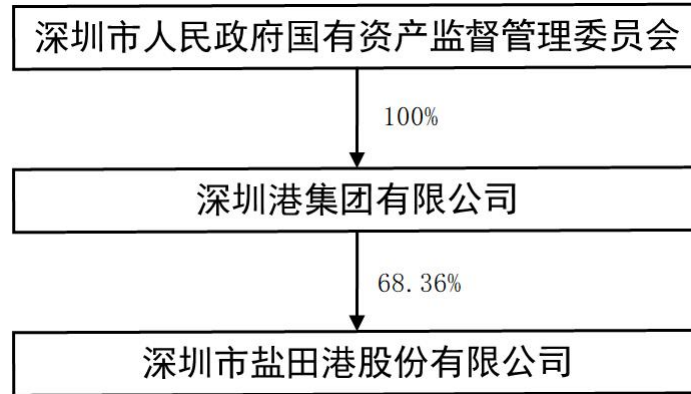 深圳市人民政府国有资产监督管理委员会
100%
深圳港集团有限公司
68.36%
深圳市盐田港股份有限公司